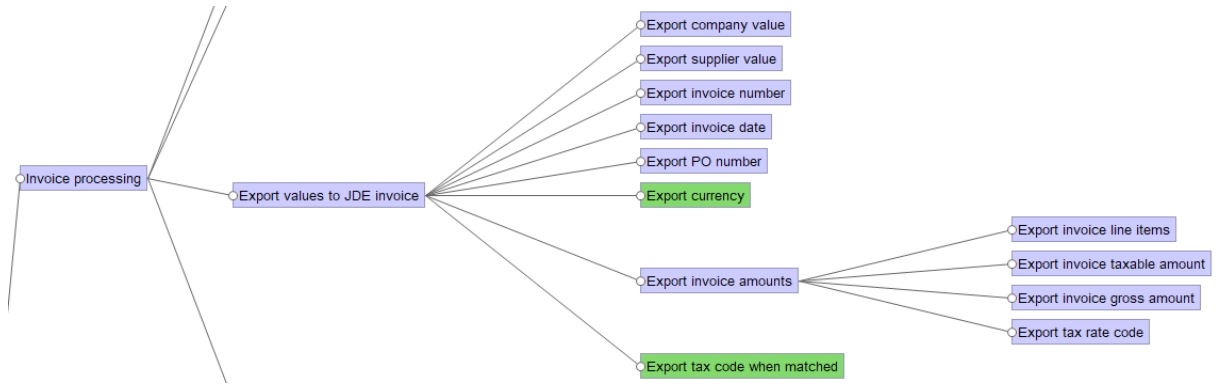 Export company value
Export supplier value
Export invoice number
Export invoice date
Export PO number
Invoice processing
Export values to JDE invoice
Export currency
Export invoice line items
Export invoice taxable amount
Export invoice amounts
Export invoice gross amount
Export tax rate code
Export tax code when matched